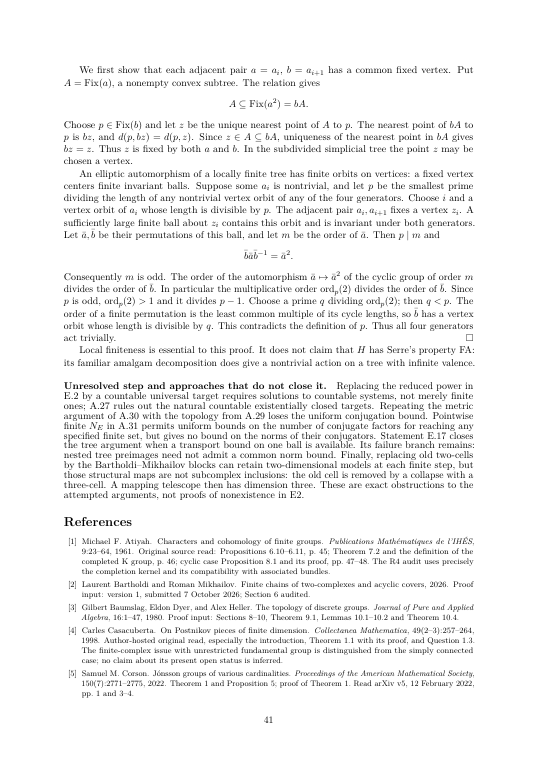 We first show that each adjacent pair a = aᵢ, b = aᵢ₊₁ has a common fixed vertex. Put
A = Fix(a), a nonempty convex subtree. The relation gives
A ⊆ Fix(a²) = bA.
Choose p ∈ Fix(b) and let z be the unique nearest point of A to p. The nearest point of bA to
p is bz, and d(p, bz) = d(p, z). Since z ∈ A ⊆ bA, uniqueness of the nearest point in bA gives
bz = z. Thus z is fixed by both a and b. In the subdivided simplicial tree the point z may be
chosen a vertex.
An elliptic automorphism of a locally finite tree has finite orbits on vertices: a fixed vertex
centers finite invariant balls. Suppose some aᵢ is nontrivial, and let p be the smallest prime
dividing the length of any nontrivial vertex orbit of any of the four generators. Choose i and a
vertex orbit of aᵢ whose length is divisible by p. The adjacent pair aᵢ, aᵢ₊₁ fixes a vertex zᵢ. A
sufficiently large finite ball about zᵢ contains this orbit and is invariant under both generators.
Let ā, b̄ be their permutations of this ball, and let m be the order of ā. Then p | m and
b̄āb̄⁻¹ = ā².
Consequently m is odd. The order of the automorphism ā ↦ ā² of the cyclic group of order m
divides the order of b̄. In particular the multiplicative order ordₚ(2) divides the order of b̄. Since
p is odd, ordₚ(2) > 1 and it divides p − 1. Choose a prime q dividing ordₚ(2); then q < p. The
order of a finite permutation is the least common multiple of its cycle lengths, so b̄ has a vertex
orbit whose length is divisible by q. This contradicts the definition of p. Thus all four generators
act trivially. □
Local finiteness is essential to this proof. It does not claim that H has Serre's property FA:
its familiar amalgam decomposition does give a nontrivial action on a tree with infinite valence.
Unresolved step and approaches that do not close it. Replacing the reduced power in
E.2 by a countable universal target requires solutions to countable systems, not merely finite
ones; A.27 rules out the natural countable existentially closed targets. Repeating the metric
argument of A.30 with the topology from A.29 loses the uniform conjugation bound. Pointwise
finite N_E in A.31 permits uniform bounds on the number of conjugate factors for reaching any
specified finite set, but gives no bound on the norms of their conjugators. Statement E.17 closes
the tree argument when a transport bound on one ball is available. Its failure branch remains:
nested tree preimages need not admit a common norm bound. Finally, replacing old two-cells
by the Bartholdi–Mikhailov blocks can retain two-dimensional models at each finite step, but
those structural maps are not subcomplex inclusions: the old cell is removed by a collapse with a
three-cell. A mapping telescope then has dimension three. These are exact obstructions to the
attempted arguments, not proofs of nonexistence in E2.
References
[1] Michael F. Atiyah. Characters and cohomology of finite groups. Publications Mathématiques de l'IHÉS,
9:23–64, 1961. Original source read: Propositions 6.10–6.11, p. 45; Theorem 7.2 and the definition of the
completed K group, p. 46; cyclic case Proposition 8.1 and its proof, pp. 47–48. The R4 audit uses precisely
the completion kernel and its compatibility with associated bundles.
[2] Laurent Bartholdi and Roman Mikhailov. Finite chains of two-complexes and acyclic covers, 2026. Proof
input: version 1, submitted 7 October 2026; Section 6 audited.
[3] Gilbert Baumslag, Eldon Dyer, and Alex Heller. The topology of discrete groups. Journal of Pure and Applied
Algebra, 16:1–47, 1980. Proof input: Sections 8–10, Theorem 9.1, Lemmas 10.1–10.2 and Theorem 10.4.
[4] Carles Casacuberta. On Postnikov pieces of finite dimension. Collectanea Mathematica, 49(2–3):257–264,
1998. Author-hosted original read, especially the introduction, Theorem 1.1 with its proof, and Question 1.3.
The finite-complex issue with unrestricted fundamental group is distinguished from the simply connected
case; no claim about its present open status is inferred.
[5] Samuel M. Corson. Jónsson groups of various cardinalities. Proceedings of the American Mathematical Society,
150(7):2771–2775, 2022. Theorem 1 and Proposition 5; proof of Theorem 1. Read arXiv v5, 12 February 2022,
pp. 1 and 3–4.
41